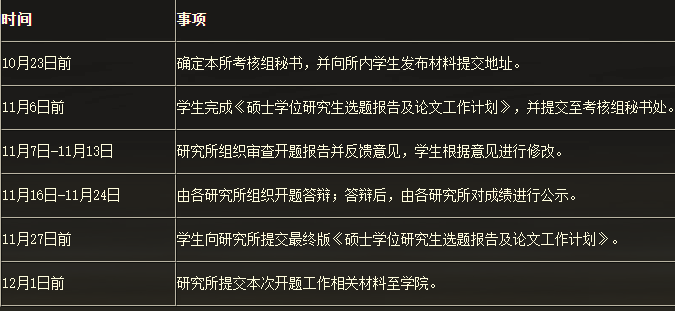 时间 事项
10月23日前 确定本所考核组秘书，并向所内学生发布材料提交地址。
11月6日前 学生完成《硕士学位研究生选题报告及论文工作计划》，并提交至考核组秘书处。
11月7日-11月13日 研究所组织审查开题报告并反馈意见，学生根据意见进行修改。
11月16日-11月24日 由各研究所组织开题答辩；答辩后，由各研究所对成绩进行公示。
11月27日前 学生向研究所提交最终版《硕士学位研究生选题报告及论文工作计划》。
12月1日前 研究所提交本次开题工作相关材料至学院。